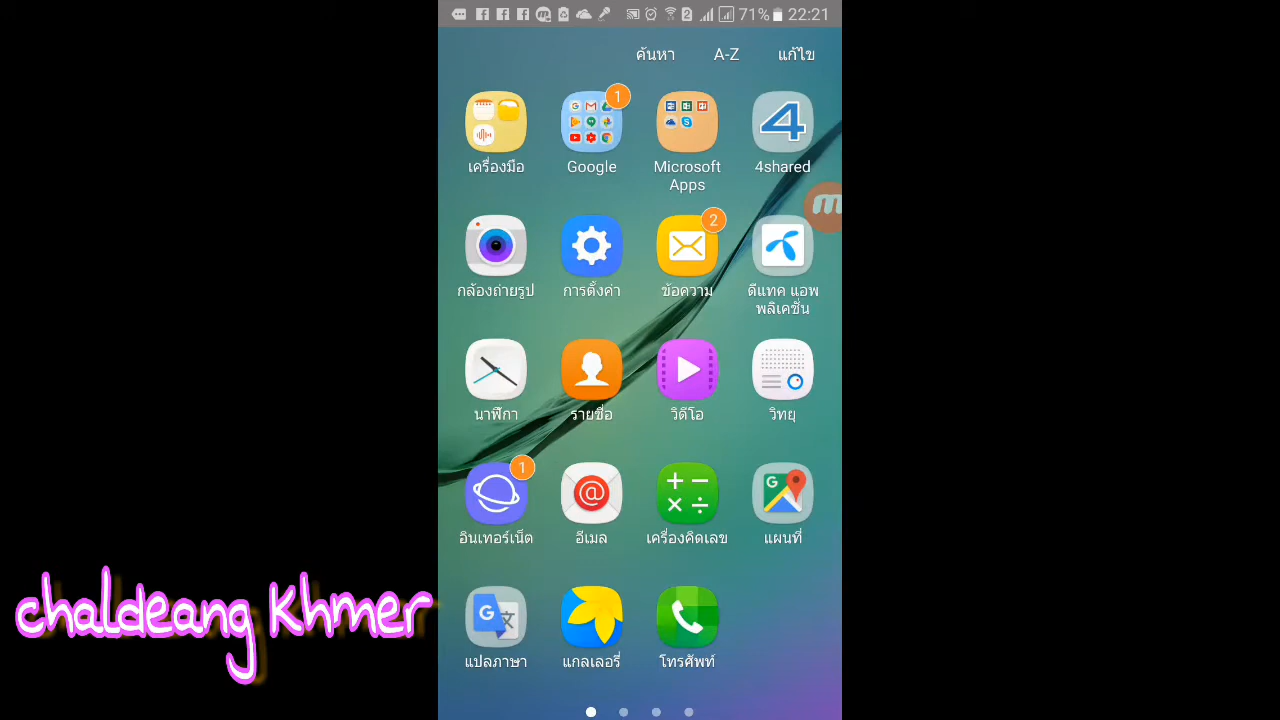 71% 22:21
ค้นหา A-Z แก้ไข
1
เครื่องมือ Google Microsoft Apps 4shared
2
กล้องถ่ายรูป การตั้งค่า ข้อความ ดีแทค แอพพลิเคชั่น
นาฬิกา รายชื่อ วิดีโอ วิทยุ
1
อินเทอร์เน็ต อีเมล เครื่องคิดเลข แผนที่
แปลภาษา แกลเลอรี่ โทรศัพท์
chaldeang Khmer